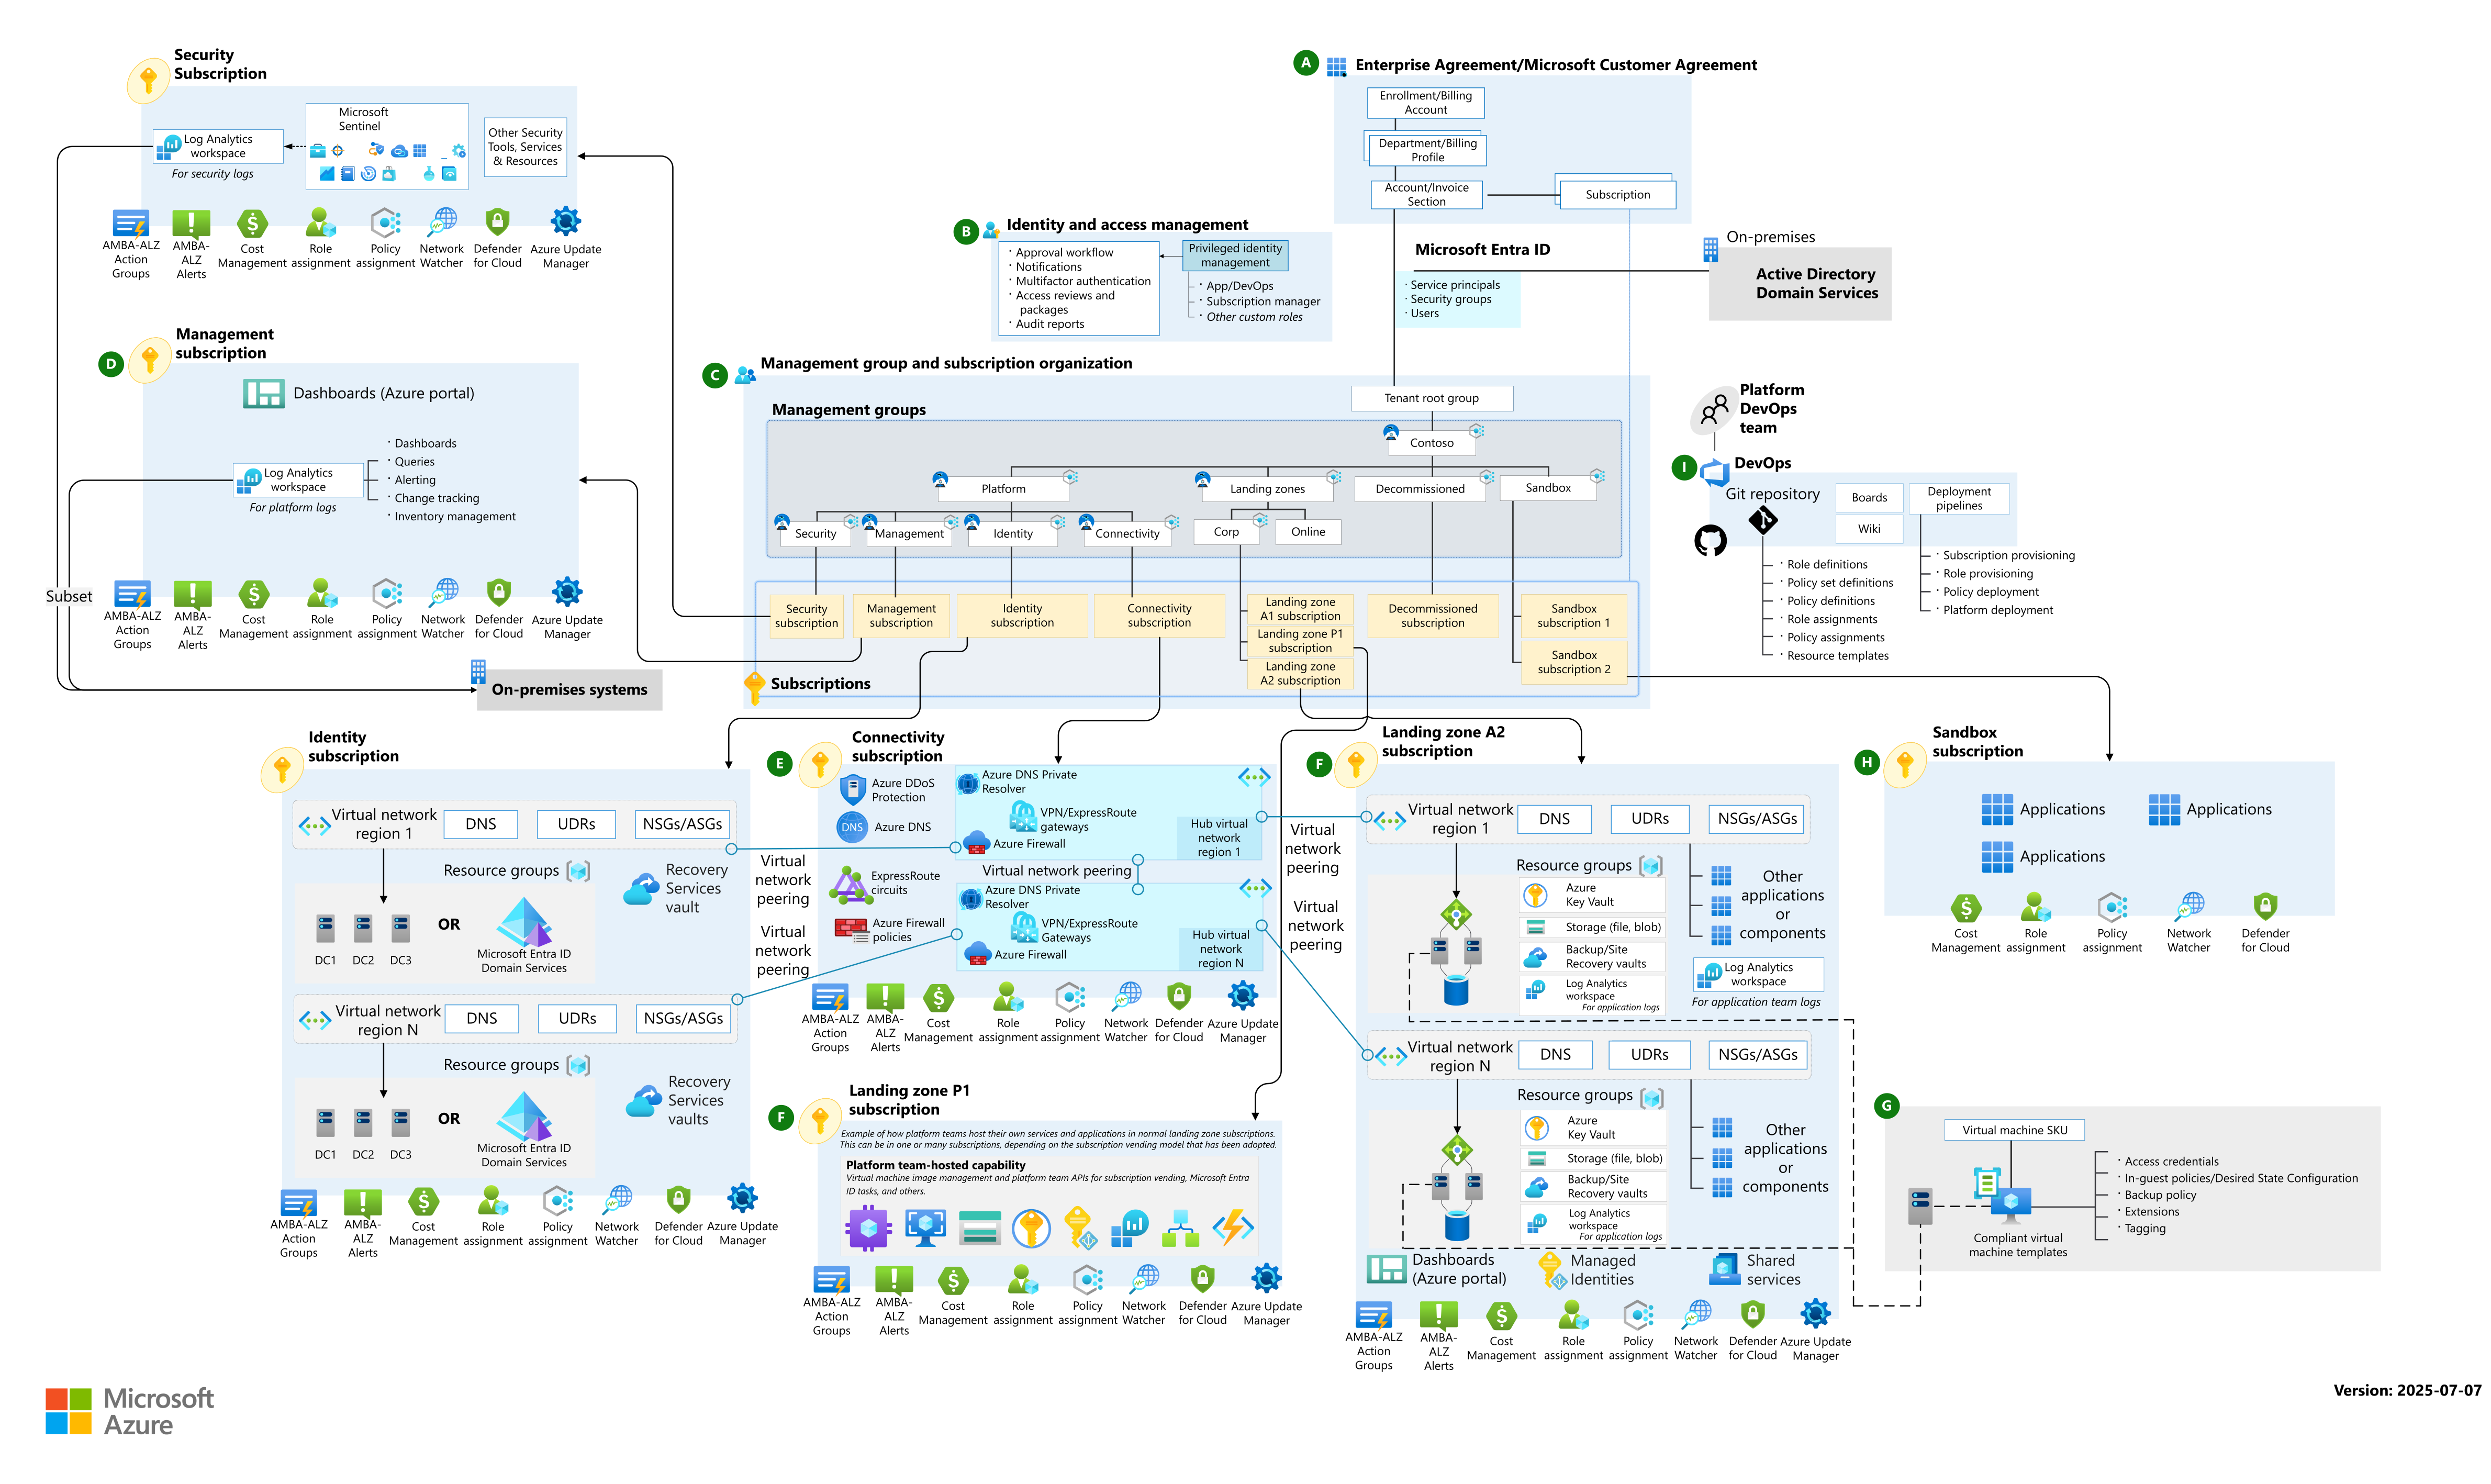 Security
Subscription
Log Analytics
workspace
For security logs
Microsoft
Sentinel
Other Security
Tools, Services
& Resources
AMBA-ALZ
Action
Groups
AMBA-
ALZ
Alerts
Cost
Management
Role
assignment
Policy
assignment
Network
Watcher
Defender
for Cloud
Azure Update
Manager
A
Enterprise Agreement/Microsoft Customer Agreement
Enrollment/Billing
Account
Department/Billing
Profile
Account/Invoice
Section
Subscription
B
Identity and access management
· Approval workflow
· Notifications
· Multifactor authentication
· Access reviews and
packages
· Audit reports
Privileged identity
management
· App/DevOps
· Subscription manager
· Other custom roles
Microsoft Entra ID
· Service principals
· Security groups
· Users
On-premises
Active Directory
Domain Services
D
Management
subscription
Dashboards (Azure portal)
Log Analytics
workspace
For platform logs
· Dashboards
· Queries
· Alerting
· Change tracking
· Inventory management
AMBA-ALZ
Action
Groups
AMBA-
ALZ
Alerts
Cost
Management
Role
assignment
Policy
assignment
Network
Watcher
Defender
for Cloud
Azure Update
Manager
Subset
On-premises systems
C
Management group and subscription organization
Tenant root group
Management groups
Contoso
Platform
Landing zones
Decommissioned
Sandbox
Security
Management
Identity
Connectivity
Corp
Online
Security
subscription
Management
subscription
Identity
subscription
Connectivity
subscription
Landing zone
A1 subscription
Landing zone P1
subscription
Landing zone
A2 subscription
Decommissioned
subscription
Sandbox
subscription 1
Sandbox
subscription 2
Subscriptions
Platform
DevOps
team
I
DevOps
Git repository
Boards
Wiki
Deployment
pipelines
· Role definitions
· Policy set definitions
· Policy definitions
· Role assignments
· Policy assignments
· Resource templates
· Subscription provisioning
· Role provisioning
· Policy deployment
· Platform deployment
Identity
subscription
Virtual network
region 1
DNS
UDRs
NSGs/ASGs
Resource groups
DC1
DC2
DC3
OR
Microsoft Entra ID
Domain Services
Recovery
Services
vault
Virtual network
region N
DNS
UDRs
NSGs/ASGs
Resource groups
DC1
DC2
DC3
OR
Microsoft Entra ID
Domain Services
Recovery
Services
vaults
AMBA-ALZ
Action
Groups
AMBA-
ALZ
Alerts
Cost
Management
Role
assignment
Policy
assignment
Network
Watcher
Defender
for Cloud
Azure Update
Manager
Virtual
network
peering
Virtual
network
peering
E
Connectivity
subscription
Azure DDoS
Protection
DNS
Azure DNS
ExpressRoute
circuits
Azure Firewall
policies
Azure DNS Private
Resolver
VPN/ExpressRoute
gateways
Azure Firewall
Hub virtual
network
region 1
Virtual network peering
Azure DNS Private
Resolver
VPN/ExpressRoute
Gateways
Azure Firewall
Hub virtual
network
region N
AMBA-ALZ
Action
Groups
AMBA-
ALZ
Alerts
Cost
Management
Role
assignment
Policy
assignment
Network
Watcher
Defender
for Cloud
Azure Update
Manager
Virtual
network
peering
Virtual
network
peering
F
Landing zone P1
subscription
Example of how platform teams host their own services and applications in normal landing zone subscriptions.
This can be in one or many subscriptions, depending on the subscription vending model that has been adopted.
Platform team-hosted capability
Virtual machine image management and platform team APIs for subscription vending, Microsoft Entra
ID tasks, and others.
AMBA-ALZ
Action
Groups
AMBA-
ALZ
Alerts
Cost
Management
Role
assignment
Policy
assignment
Network
Watcher
Defender
for Cloud
Azure Update
Manager
F
Landing zone A2
subscription
Virtual network
region 1
DNS
UDRs
NSGs/ASGs
Resource groups
Azure
Key Vault
Storage (file, blob)
Backup/Site
Recovery vaults
Log Analytics
workspace
For application logs
Other
applications
or
components
Log Analytics
workspace
For application team logs
Virtual network
region N
DNS
UDRs
NSGs/ASGs
Resource groups
Azure
Key Vault
Storage (file, blob)
Backup/Site
Recovery vaults
Log Analytics
workspace
For application logs
Other
applications
or
components
Dashboards
(Azure portal)
Managed
Identities
Shared
services
AMBA-ALZ
Action
Groups
AMBA-
ALZ
Alerts
Cost
Management
Role
assignment
Policy
assignment
Network
Watcher
Defender
for Cloud
Azure Update
Manager
H
Sandbox
subscription
Applications
Applications
Applications
Cost
Management
Role
assignment
Policy
assignment
Network
Watcher
Defender
for Cloud
G
Virtual machine SKU
Compliant virtual
machine templates
· Access credentials
· In-guest policies/Desired State Configuration
· Backup policy
· Extensions
· Tagging
Microsoft
Azure
Version: 2025-07-07